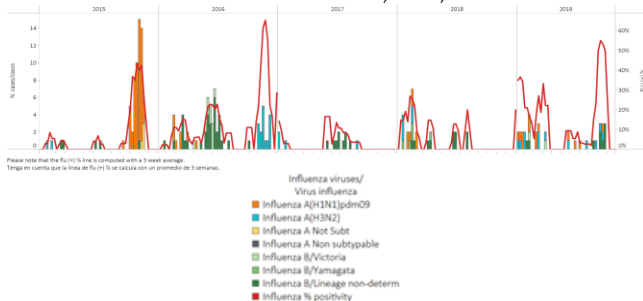 2015 2016 2017 2018 2019
14
12
10
8
6
4
2
0
60%
50%
40%
30%
20%
10%
0%
Please note that the flu (+) % line is computed with a 3 week average.
Tenga en cuenta que la línea de flu (+) % se calcula con un promedio de 3 semanas.
Influenza viruses/
Virus influenza
Influenza A(H1N1)pdm09
Influenza A(H3N2)
Influenza A Not Subt
Influenza A Non subtypable
Influenza B/Victoria
Influenza B/Yamagata
Influenza B/Lineage non-determ
Influenza % positivity